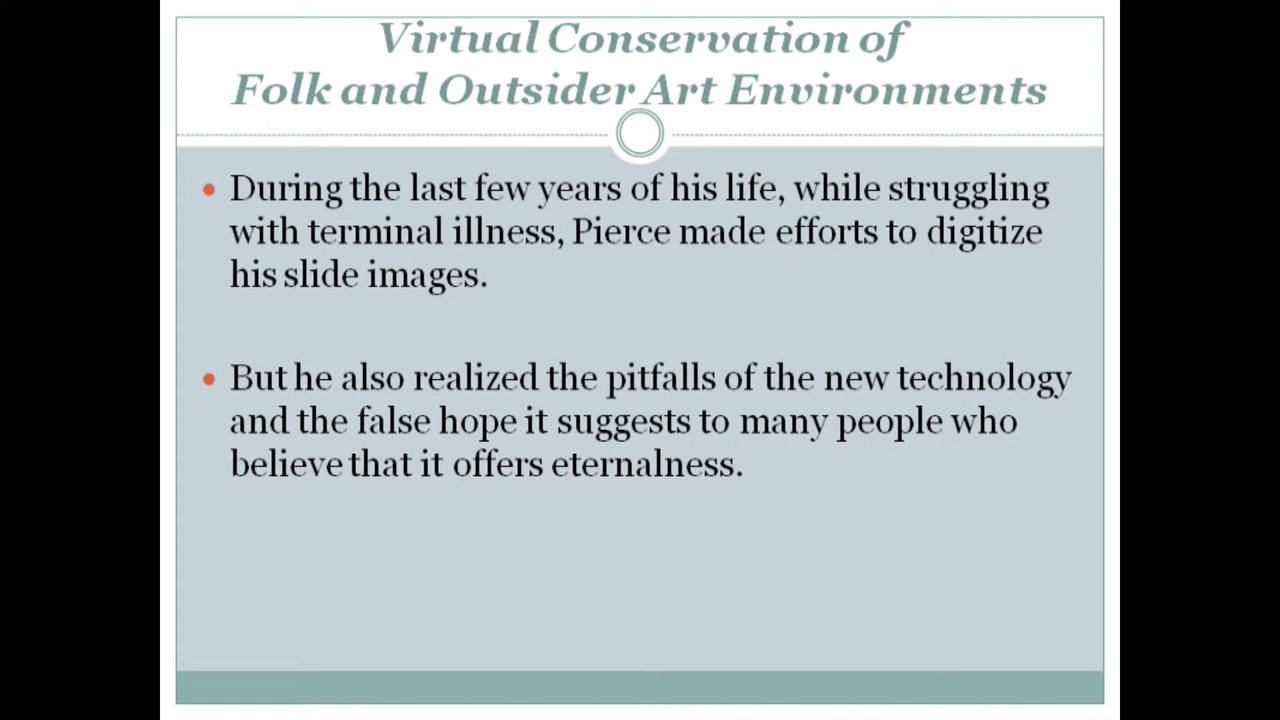 Virtual Conservation of
Folk and Outsider Art Environments
• During the last few years of his life, while struggling
with terminal illness, Pierce made efforts to digitize
his slide images.
• But he also realized the pitfalls of the new technology
and the false hope it suggests to many people who
believe that it offers eternalness.